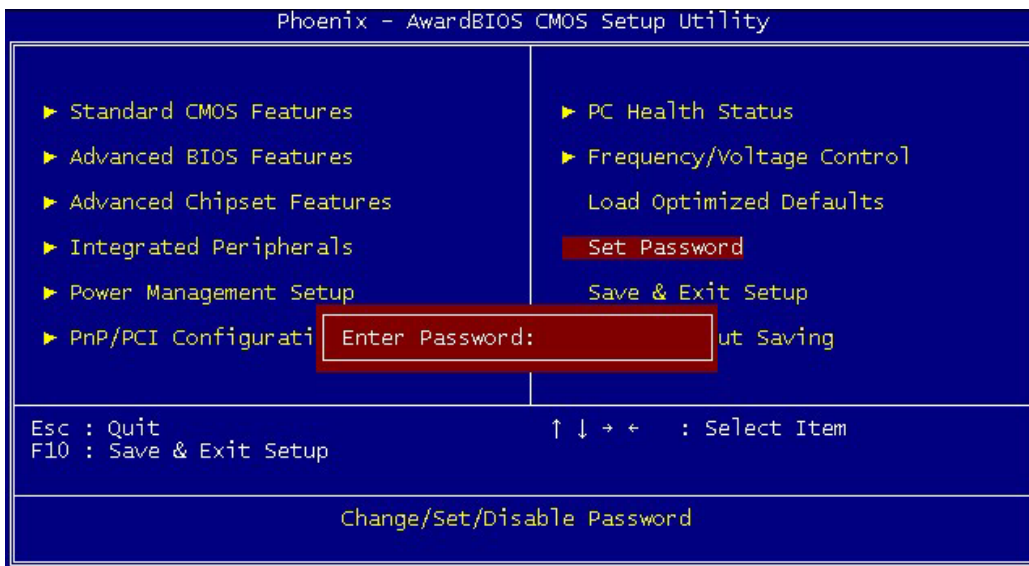 Phoenix - AwardBIOS CMOS Setup Utility
▶ Standard CMOS Features
▶ Advanced BIOS Features
▶ Advanced Chipset Features
▶ Integrated Peripherals
▶ Power Management Setup
▶ PnP/PCI Configurati
▶ PC Health Status
▶ Frequency/Voltage Control
Load Optimized Defaults
Set Password
Save & Exit Setup
ut Saving
Enter Password:
Esc : Quit
F10 : Save & Exit Setup
↑ ↓ → ← : Select Item
Change/Set/Disable Password